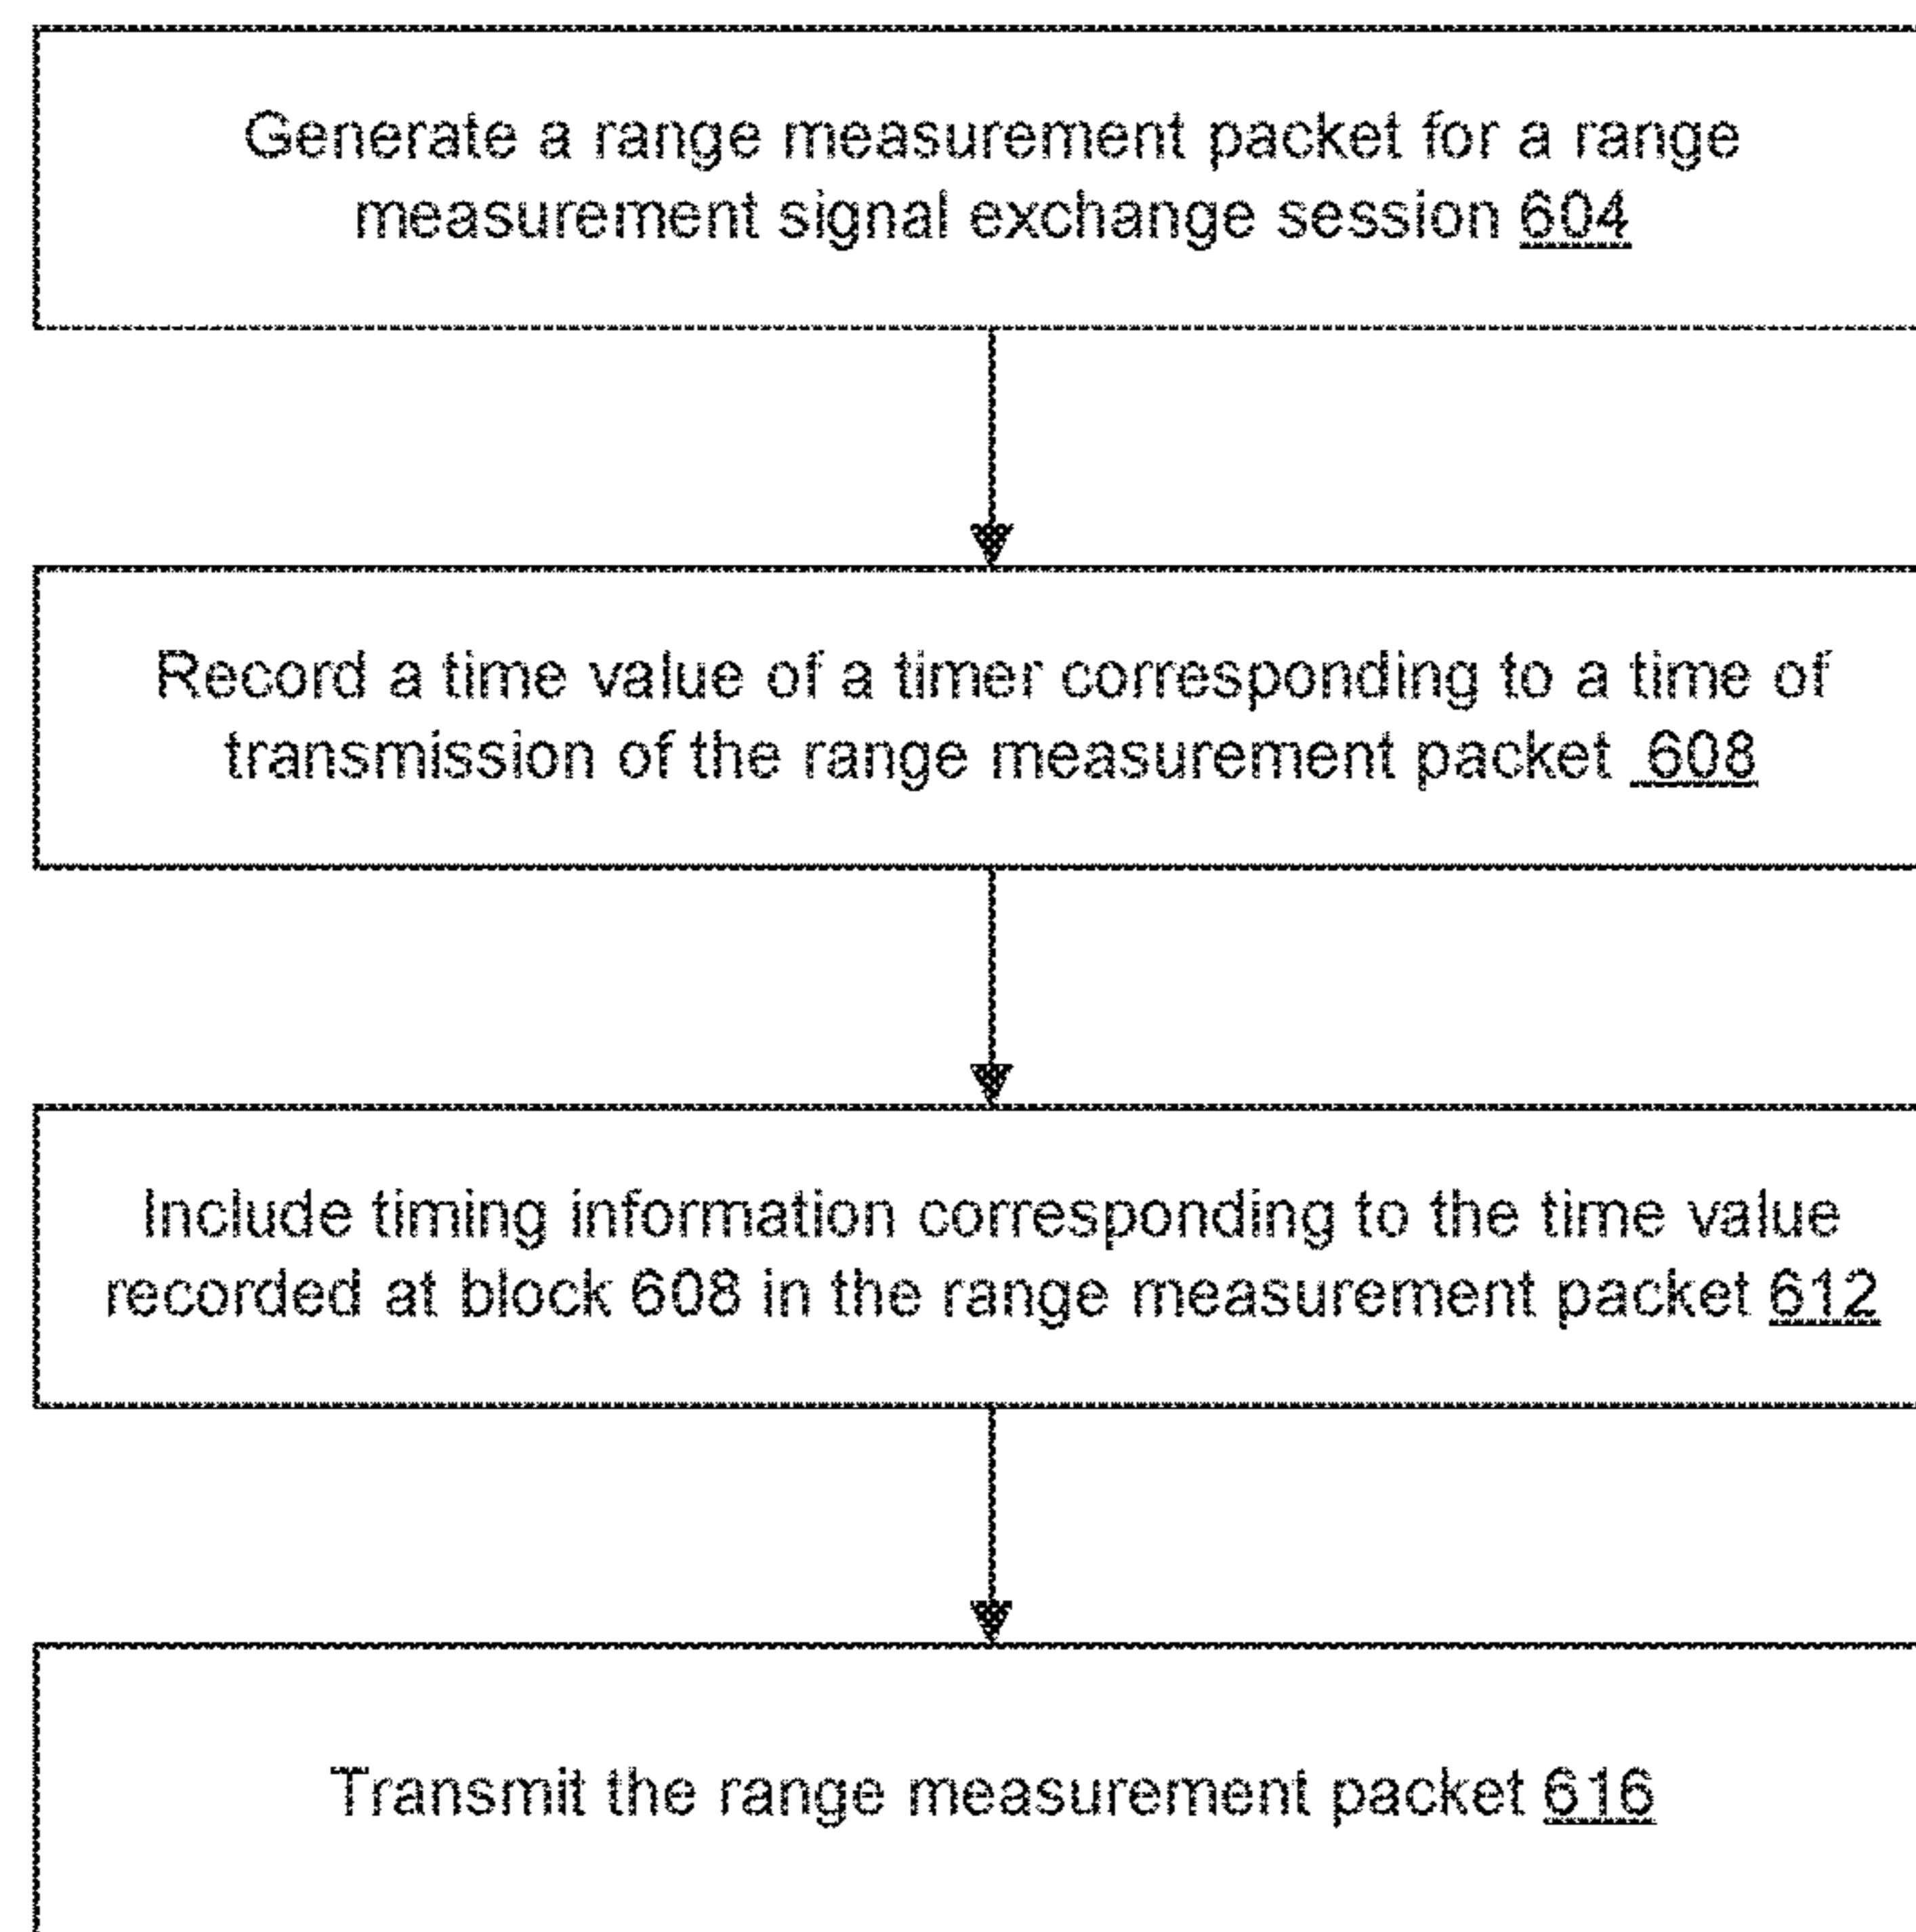 Generate a range measurement packet for a range
measurement signal exchange session 604
Record a time value of a timer corresponding to a time of
transmission of the range measurement packet 608
Include timing information corresponding to the time value
recorded at block 608 in the range measurement packet 612
Transmit the range measurement packet 616